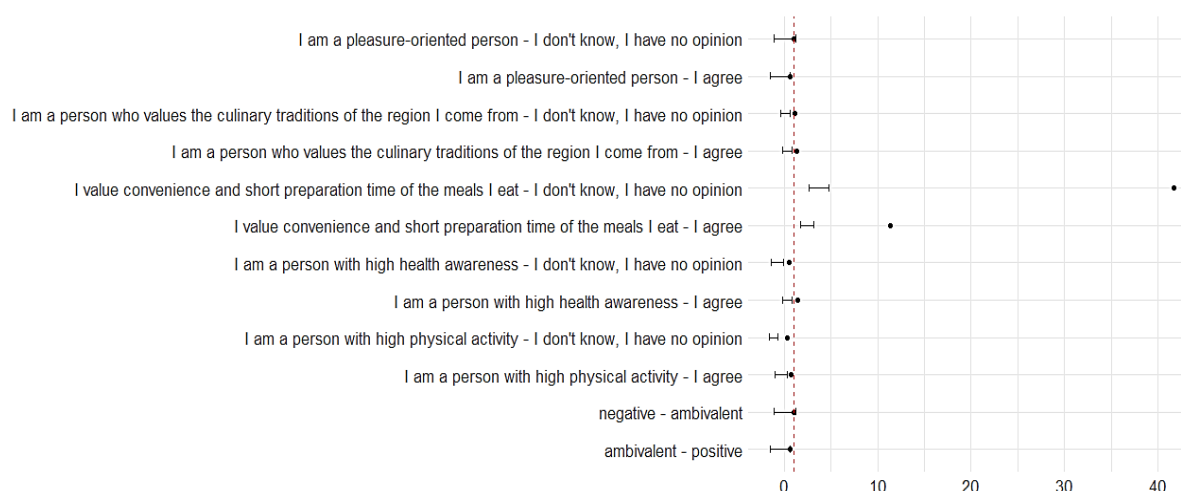 I am a pleasure-oriented person - I don't know, I have no opinion
I am a pleasure-oriented person - I agree
I am a person who values the culinary traditions of the region I come from - I don't know, I have no opinion
I am a person who values the culinary traditions of the region I come from - I agree
I value convenience and short preparation time of the meals I eat - I don't know, I have no opinion
I value convenience and short preparation time of the meals I eat - I agree
I am a person with high health awareness - I don't know, I have no opinion
I am a person with high health awareness - I agree
I am a person with high physical activity - I don't know, I have no opinion
I am a person with high physical activity - I agree
negative - ambivalent
ambivalent - positive
0 10 20 30 40